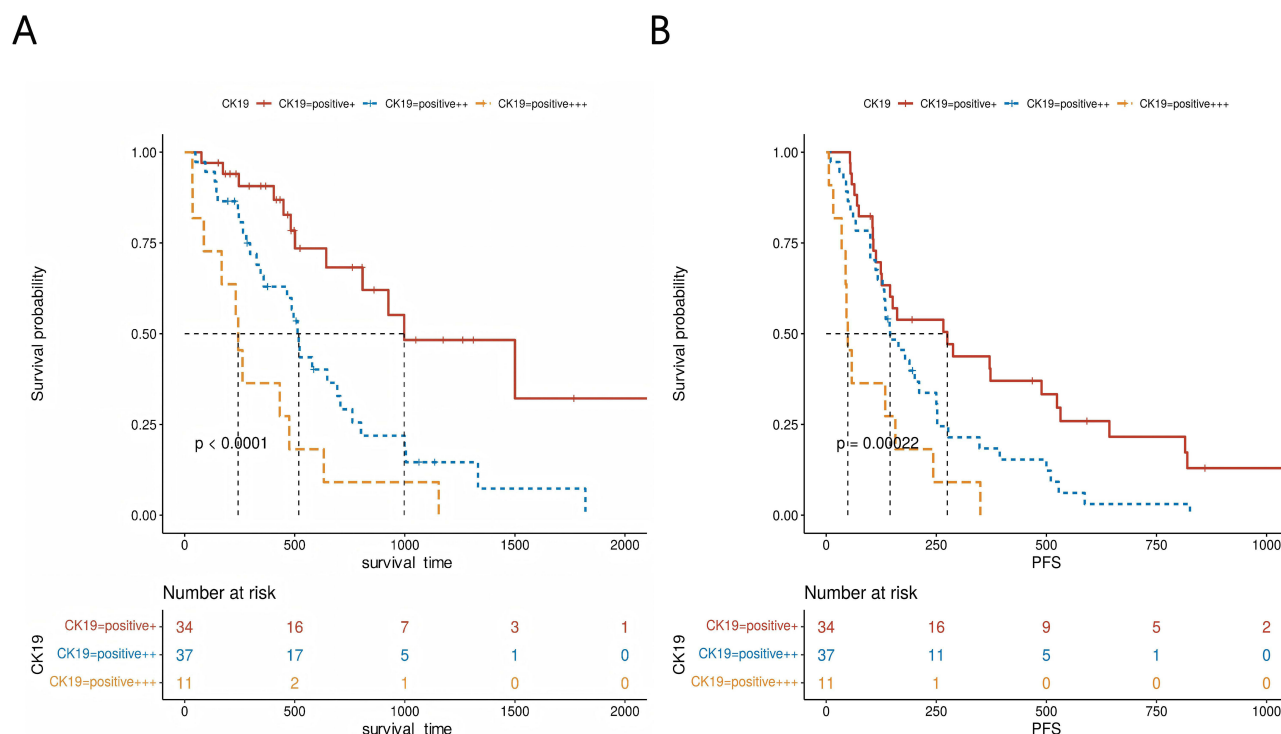 A
CK19 CK19=positive+ CK19=positive++ CK19=positive+++
Survival probability
1.00
0.75
0.50
0.25
0.00
p < 0.0001
0 500 1000 1500 2000
survival_time
Number at risk
CK19
CK19=positive+ 34 16 7 3 1
CK19=positive++ 37 17 5 1 0
CK19=positive+++ 11 2 1 0 0
0 500 1000 1500 2000
survival_time
B
CK19 CK19=positive+ CK19=positive++ CK19=positive+++
Survival probability
1.00
0.75
0.50
0.25
0.00
p = 0.00022
0 250 500 750 1000
PFS
Number at risk
CK19
CK19=positive+ 34 16 9 5 2
CK19=positive++ 37 11 5 1 0
CK19=positive+++ 11 1 0 0 0
0 250 500 750 1000
PFS